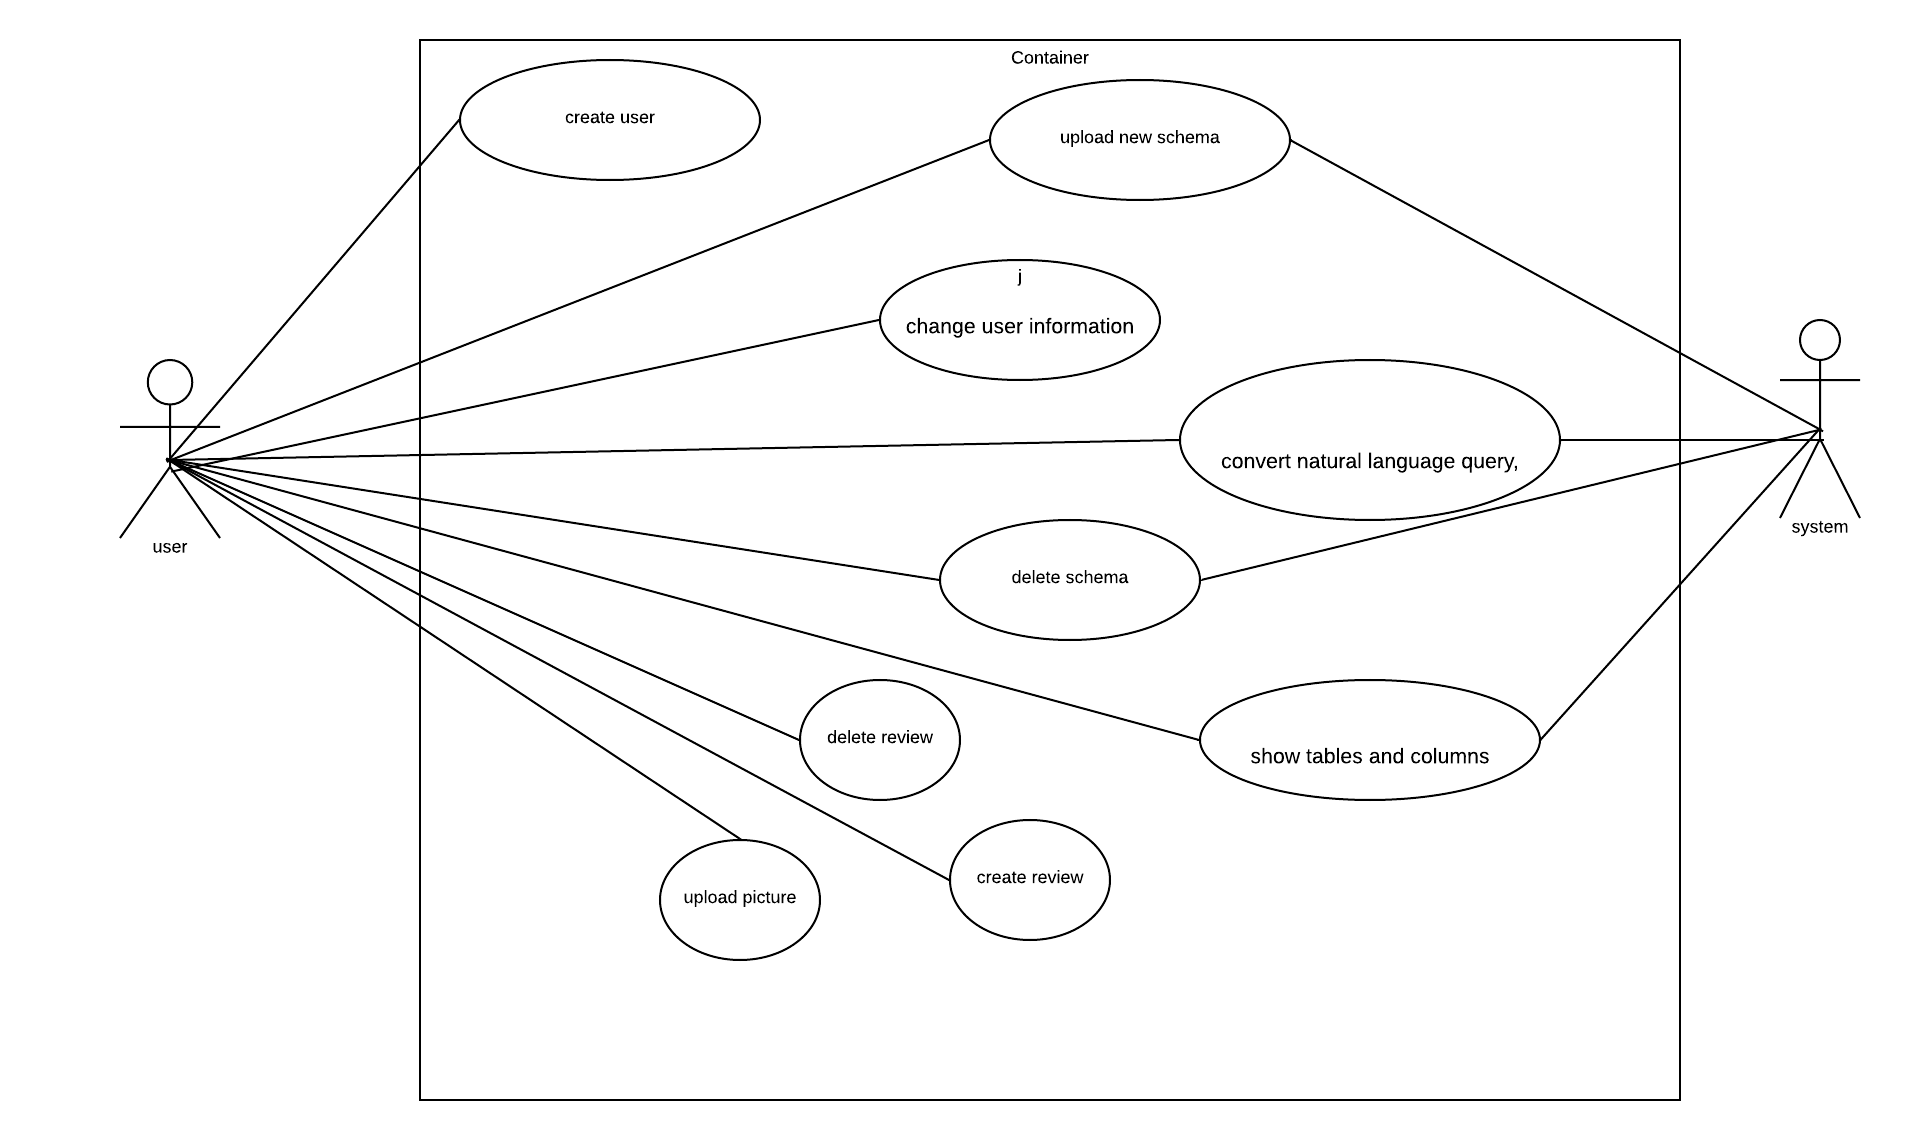 Container
create user
upload new schema
j
change user information
convert natural language query,
user
system
delete schema
delete review
show tables and columns
upload picture
create review